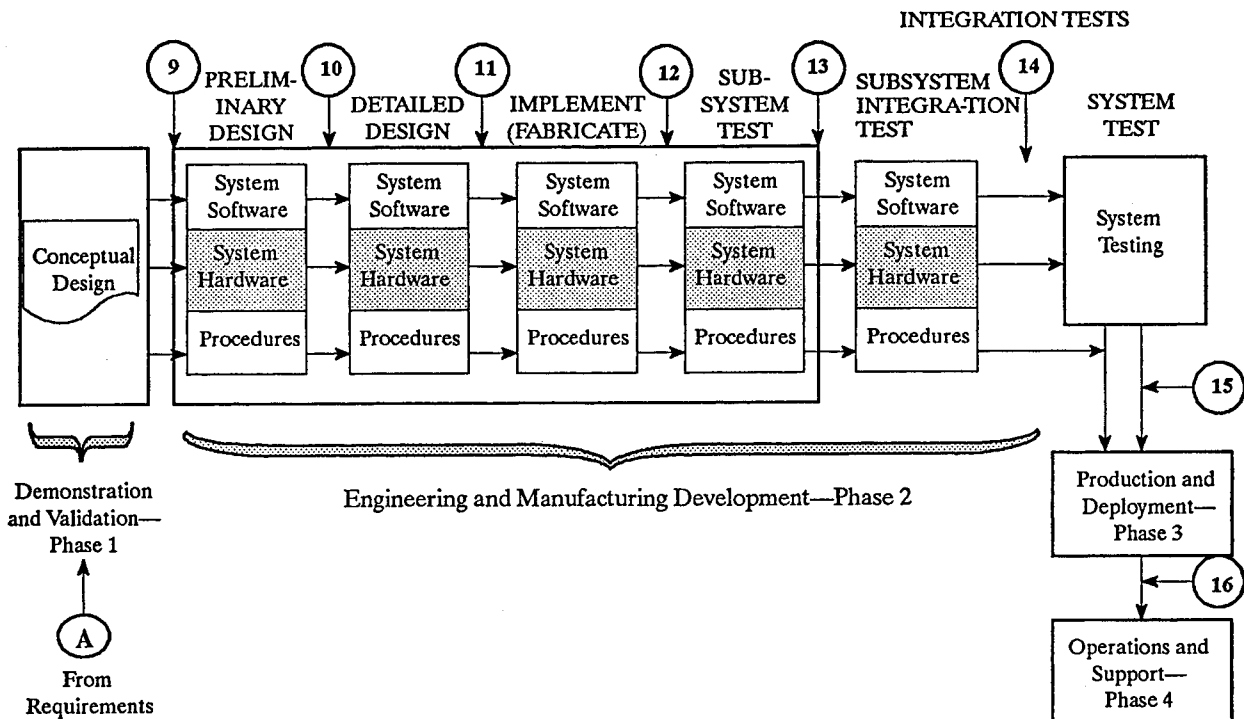 INTEGRATION TESTS
9
PRELIM-
INARY
DESIGN
10
DETAILED
DESIGN
11
IMPLEMENT
(FABRICATE)
12
SUB-
SYSTEM
TEST
13
SUBSYSTEM
INTEGRA-TION
TEST
14
SYSTEM
TEST
Conceptual
Design
System
Software
System
Hardware
Procedures
System
Software
System
Hardware
Procedures
System
Software
System
Hardware
Procedures
System
Software
System
Hardware
Procedures
System
Software
System
Hardware
Procedures
System
Testing
15
Demonstration
and Validation—
Phase 1
Engineering and Manufacturing Development—Phase 2
Production and
Deployment—
Phase 3
16
A
From
Requirements
Operations and
Support—
Phase 4